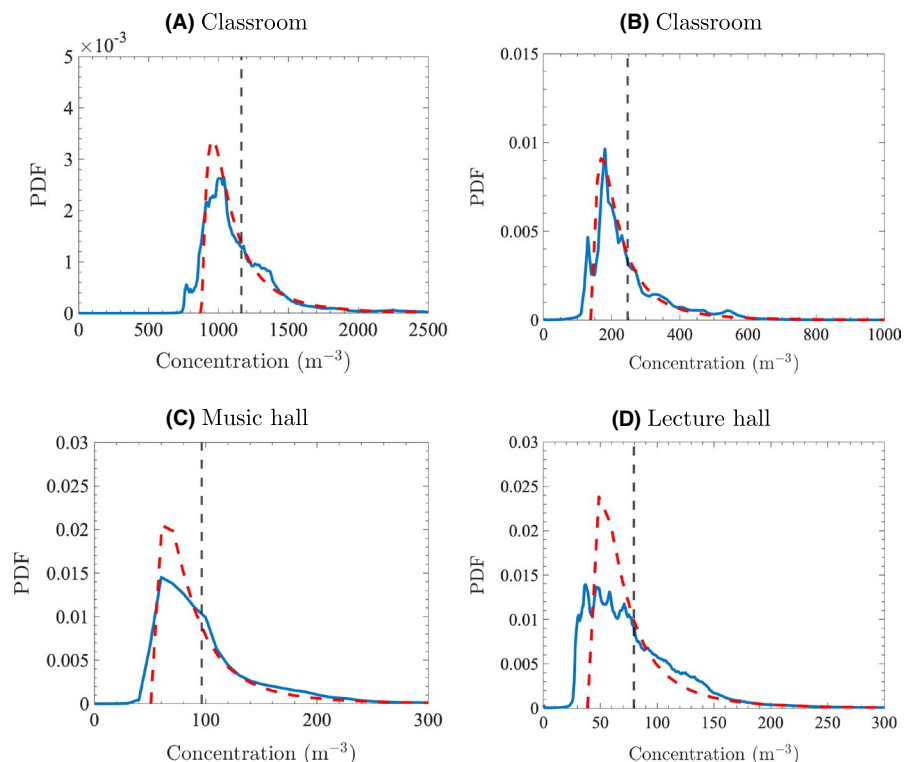 (A) Classroom
×10⁻³
5
4
3
2
1
0
PDF
0 500 1000 1500 2000 2500
Concentration (m⁻³)
(B) Classroom
0.015
0.01
0.005
0
PDF
0 200 400 600 800 1000
Concentration (m⁻³)
(C) Music hall
0.03
0.025
0.02
0.015
0.01
0.005
0
PDF
0 100 200 300
Concentration (m⁻³)
(D) Lecture hall
0.03
0.025
0.02
0.015
0.01
0.005
0
PDF
0 50 100 150 200 250 300
Concentration (m⁻³)